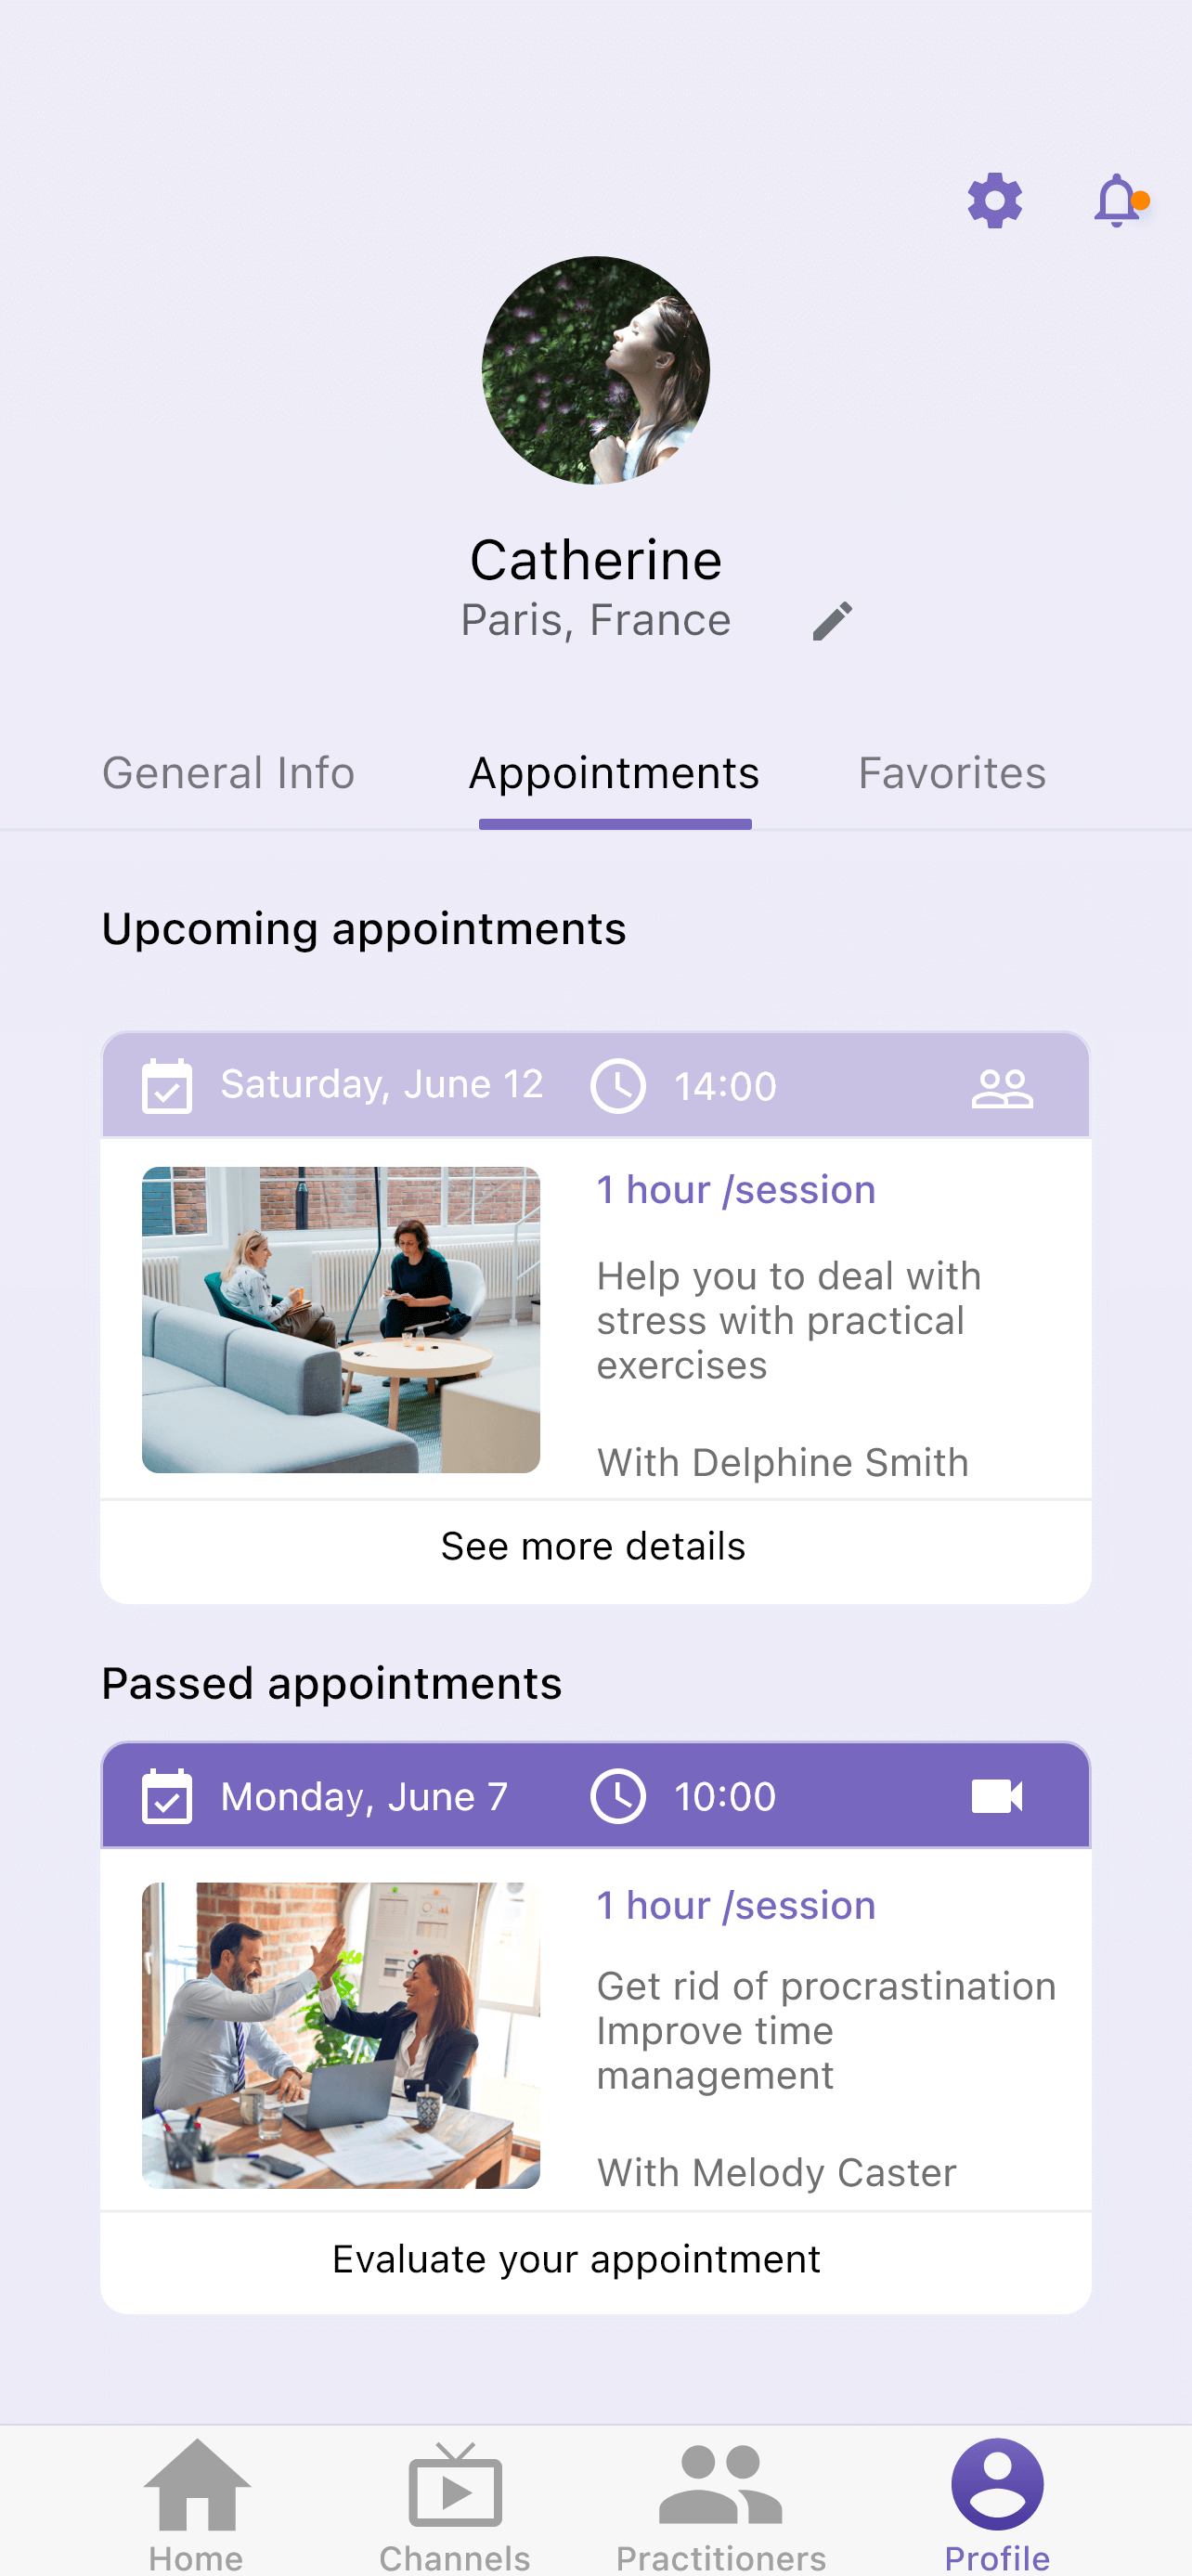 Catherine
Paris, France
General Info
Appointments
Favorites
Upcoming appointments
Saturday, June 12
14:00
1 hour /session
Help you to deal with
stress with practical
exercises
With Delphine Smith
See more details
Passed appointments
Monday, June 7
10:00
1 hour /session
Get rid of procrastination
Improve time
management
With Melody Caster
Evaluate your appointment
Home
Channels
Practitioners
Profile